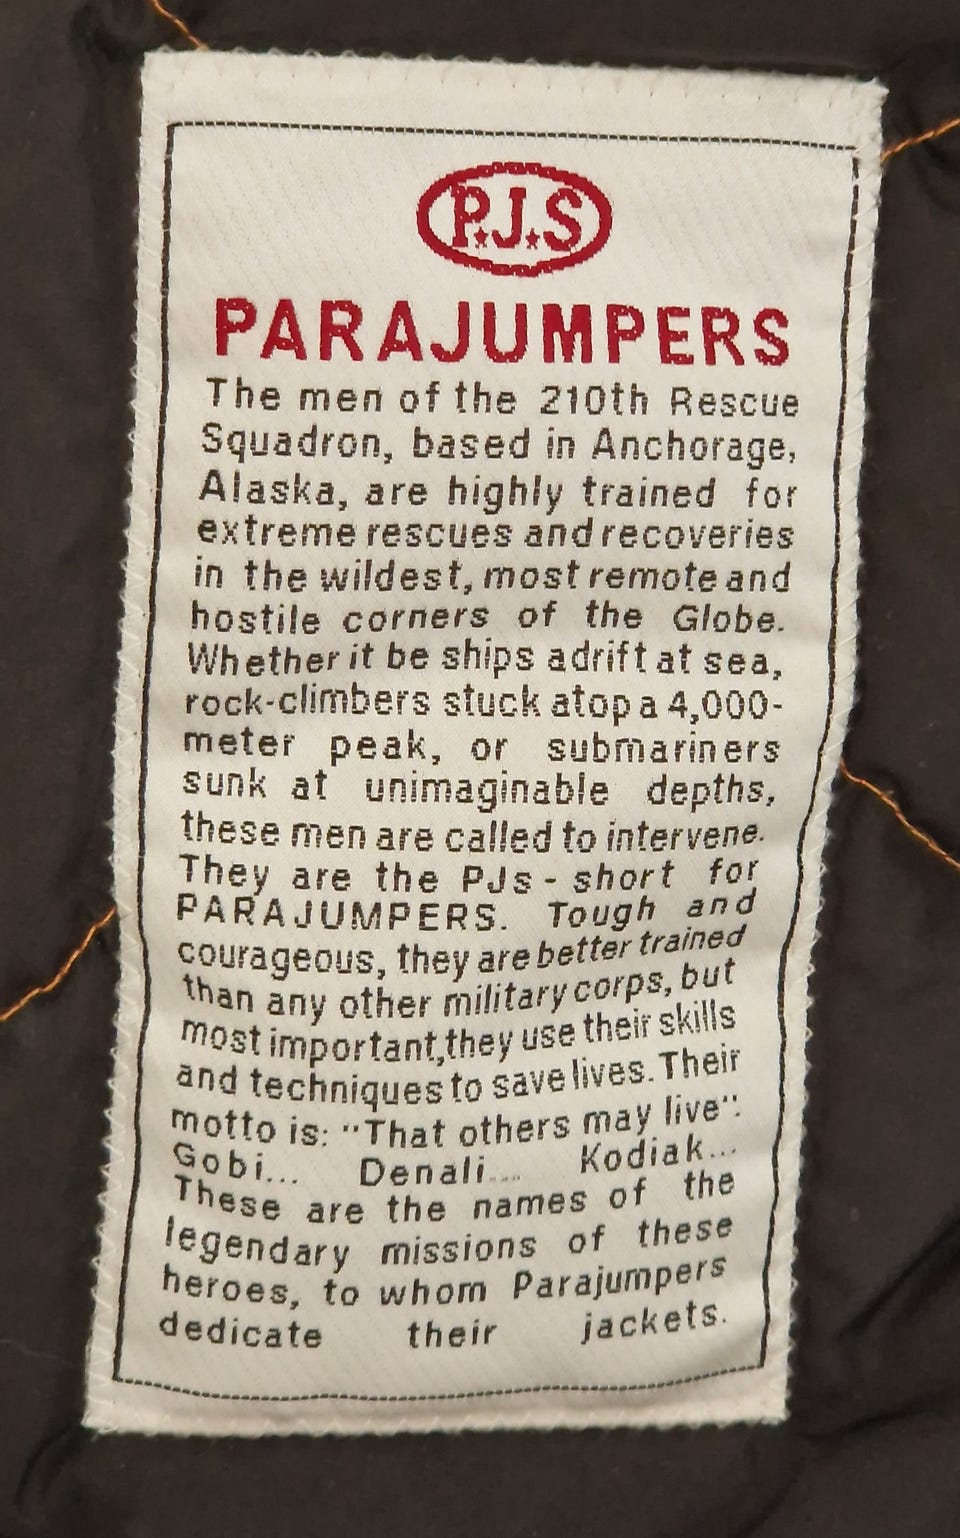 P.J.S
PARAJUMPERS
The men of the 210th Rescue
Squadron, based in Anchorage,
Alaska, are highly trained for
extreme rescues and recoveries
in the wildest, most remote and
hostile corners of the Globe.
Whether it be ships adrift at sea,
rock-climbers stuck atop a 4,000-
meter peak, or submariners
sunk at unimaginable depths,
these men are called to intervene.
They are the PJs - short for
PARAJUMPERS. Tough and
courageous, they are better trained
than any other military corps, but
most important,they use their skills
and techniques to save lives. Their
motto is: "That others may live".
Gobi... Denali... Kodiak...
These are the names of the
legendary missions of these
heroes, to whom Parajumpers
dedicate their jackets.